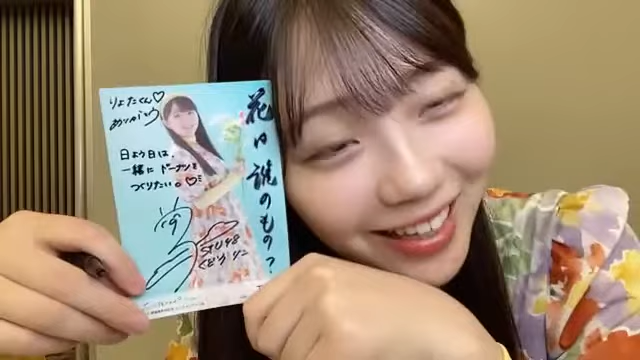 りょたくん♡
ありがとう
日よう日は、
一緒に ドーナツを
つくりたい。♡
花は誰のもの？
STU48